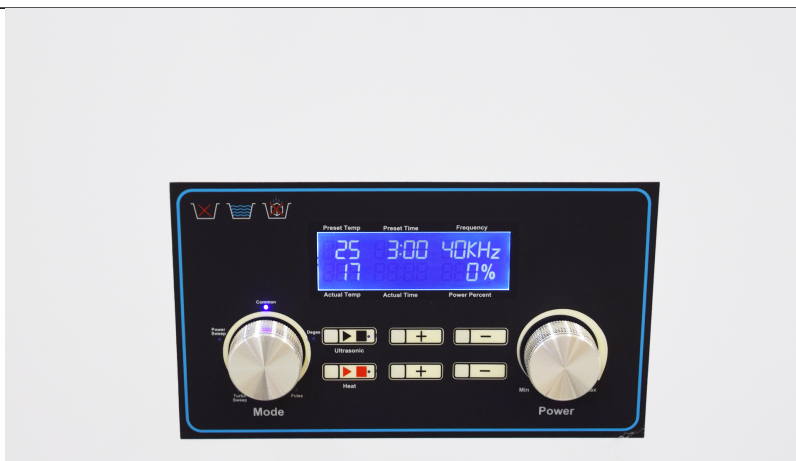 Preset Temp Preset Time Frequency
25 3:00 40KHz
17 0%
Actual Temp Actual Time Power Percent
Common
Power Sweep
Degas
Ultrasonic
Turbo Sweep
Pulse
Heat
Min
Mode
Power